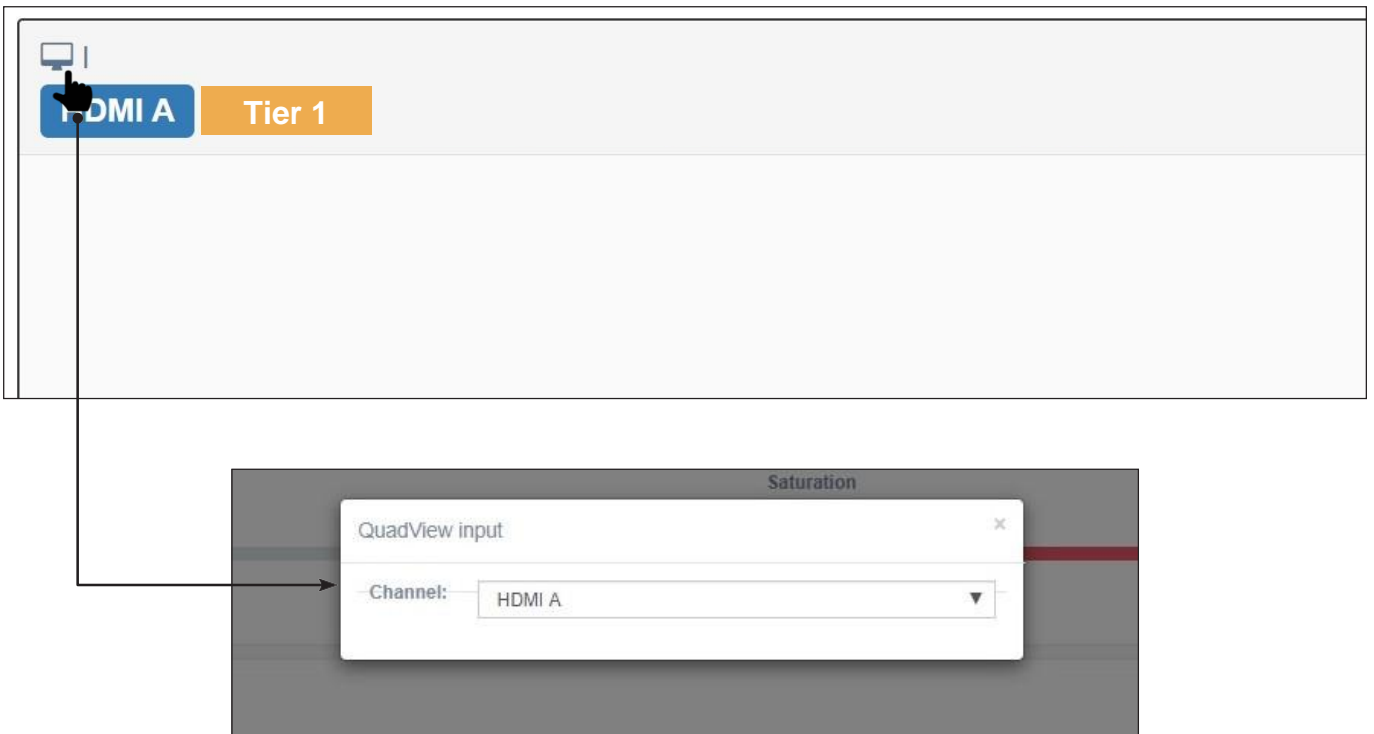 |
HDMI A Tier 1
Saturation
QuadView input ×
Channel: HDMI A ▼